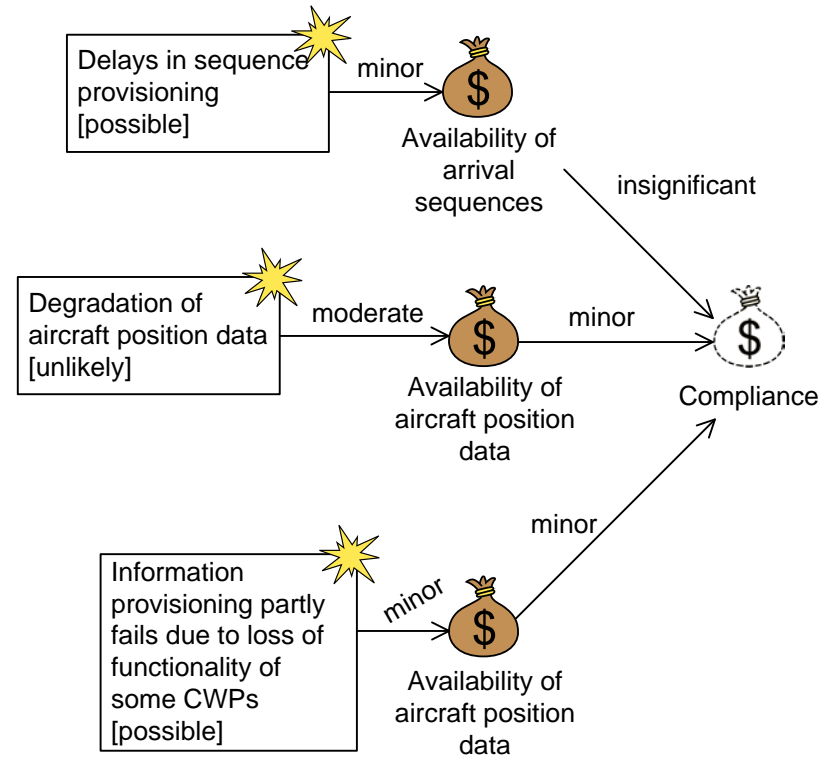 Delays in sequence
provisioning
[possible]
minor
$
Availability of
arrival
sequences
insignificant
Degradation of
aircraft position data
[unlikely]
moderate
$
Availability of
aircraft position
data
minor
$
Compliance
Information
provisioning partly
fails due to loss of
functionality of
some CWPs
[possible]
minor
$
Availability of
aircraft position
data
minor